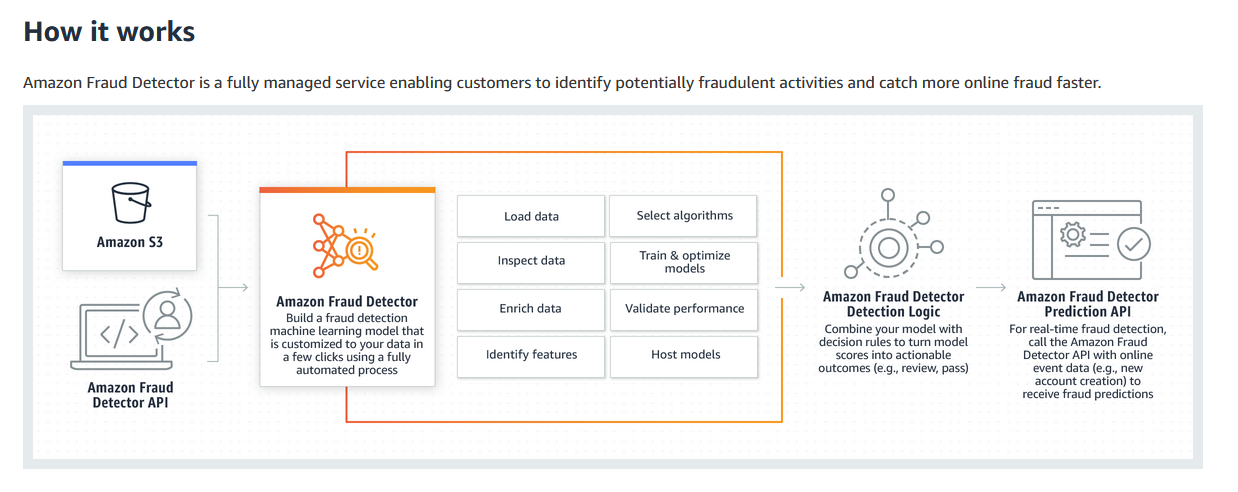 How it works
Amazon Fraud Detector is a fully managed service enabling customers to identify potentially fraudulent activities and catch more online fraud faster.
Amazon S3
Amazon Fraud
Detector API
Amazon Fraud Detector
Build a fraud detection
machine learning model that
is customized to your data in
a few clicks using a fully
automated process
Load data
Select algorithms
Inspect data
Train & optimize
models
Enrich data
Validate performance
Identify features
Host models
Amazon Fraud Detector
Detection Logic
Combine your model with
decision rules to turn model
scores into actionable
outcomes (e.g., review, pass)
Amazon Fraud Detector
Prediction API
For real-time fraud detection,
call the Amazon Fraud
Detector API with online
event data (e.g., new
account creation) to
receive fraud predictions